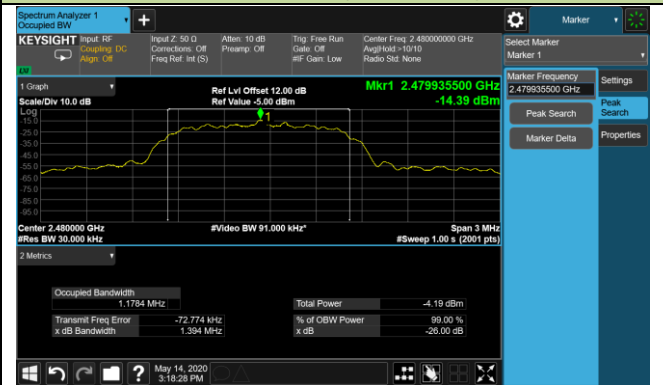 Spectrum Analyzer 1
Occupied BW
+
Marker
KEYSIGHT
Input: RF
Coupling: DC
Align: Off
Input Z: 50 Ω
Corrections: Off
Freq Ref: Int (S)
Atten: 10 dB
Preamp: Off
Trig: Free Run
Gate: Off
#IF Gain: Low
Center Freq: 2.480000000 GHz
Avg|Hold:>10/10
Radio Std: None
Select Marker
Marker 1
1 Graph
Scale/Div 10.0 dB
Ref Lvl Offset 12.00 dB
Ref Value -5.00 dBm
Mkr1 2.479935500 GHz
-14.39 dBm
Log
-15.0
-25.0
-35.0
-45.0
-55.0
-65.0
-75.0
-85.0
-95.0
1
Center 2.480000 GHz
#Res BW 30.000 kHz
#Video BW 91.000 kHz*
Span 3 MHz
#Sweep 1.00 s (2001 pts)
Marker Frequency
2.479935500 GHz
Peak Search
Marker Delta
Settings
Peak
Search
Properties
2 Metrics
Occupied Bandwidth
1.1784 MHz
Total Power -4.19 dBm
Transmit Freq Error -72.774 kHz
% of OBW Power 99.00 %
x dB Bandwidth 1.394 MHz
x dB -26.00 dB
?
May 14, 2020
3:18:28 PM